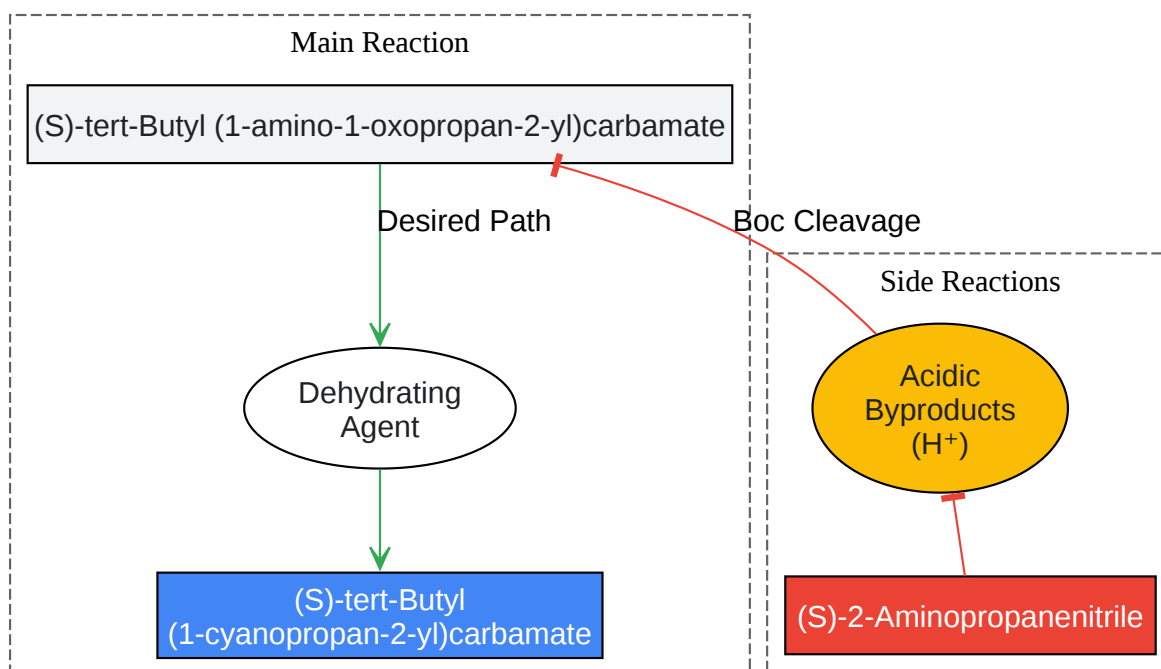 Main Reaction
(S)-tert-Butyl (1-amino-1-oxopropan-2-yl)carbamate
Desired Path
Boc Cleavage
Side Reactions
Dehydrating
Agent
Acidic
Byproducts
(H⁺)
(S)-tert-Butyl
(1-cyanopropan-2-yl)carbamate
(S)-2-Aminopropanenitrile